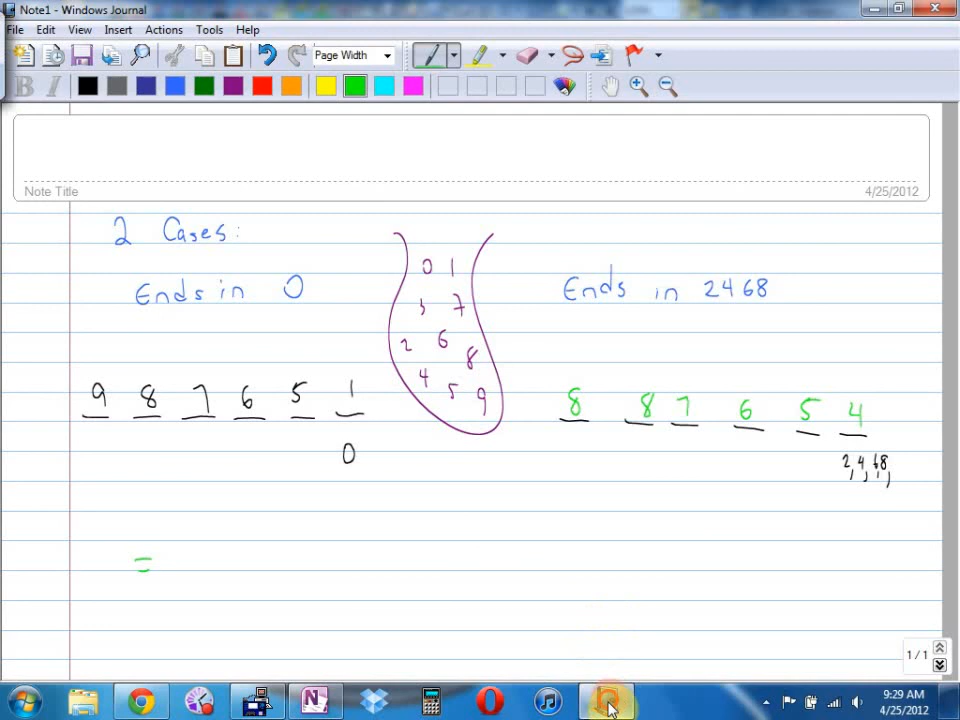 Note1 - Windows Journal
File Edit View Insert Actions Tools Help
Page Width
B I
Note Title 4/25/2012
2 Cases:
Ends in 0
0 1
3 7
2 6 8
4 5 9
Ends in 2468
9 8 7 6 5 1
0
8 8 7 6 5 4
2, 4, 6, 8,
=
1 / 1
9:29 AM
4/25/2012